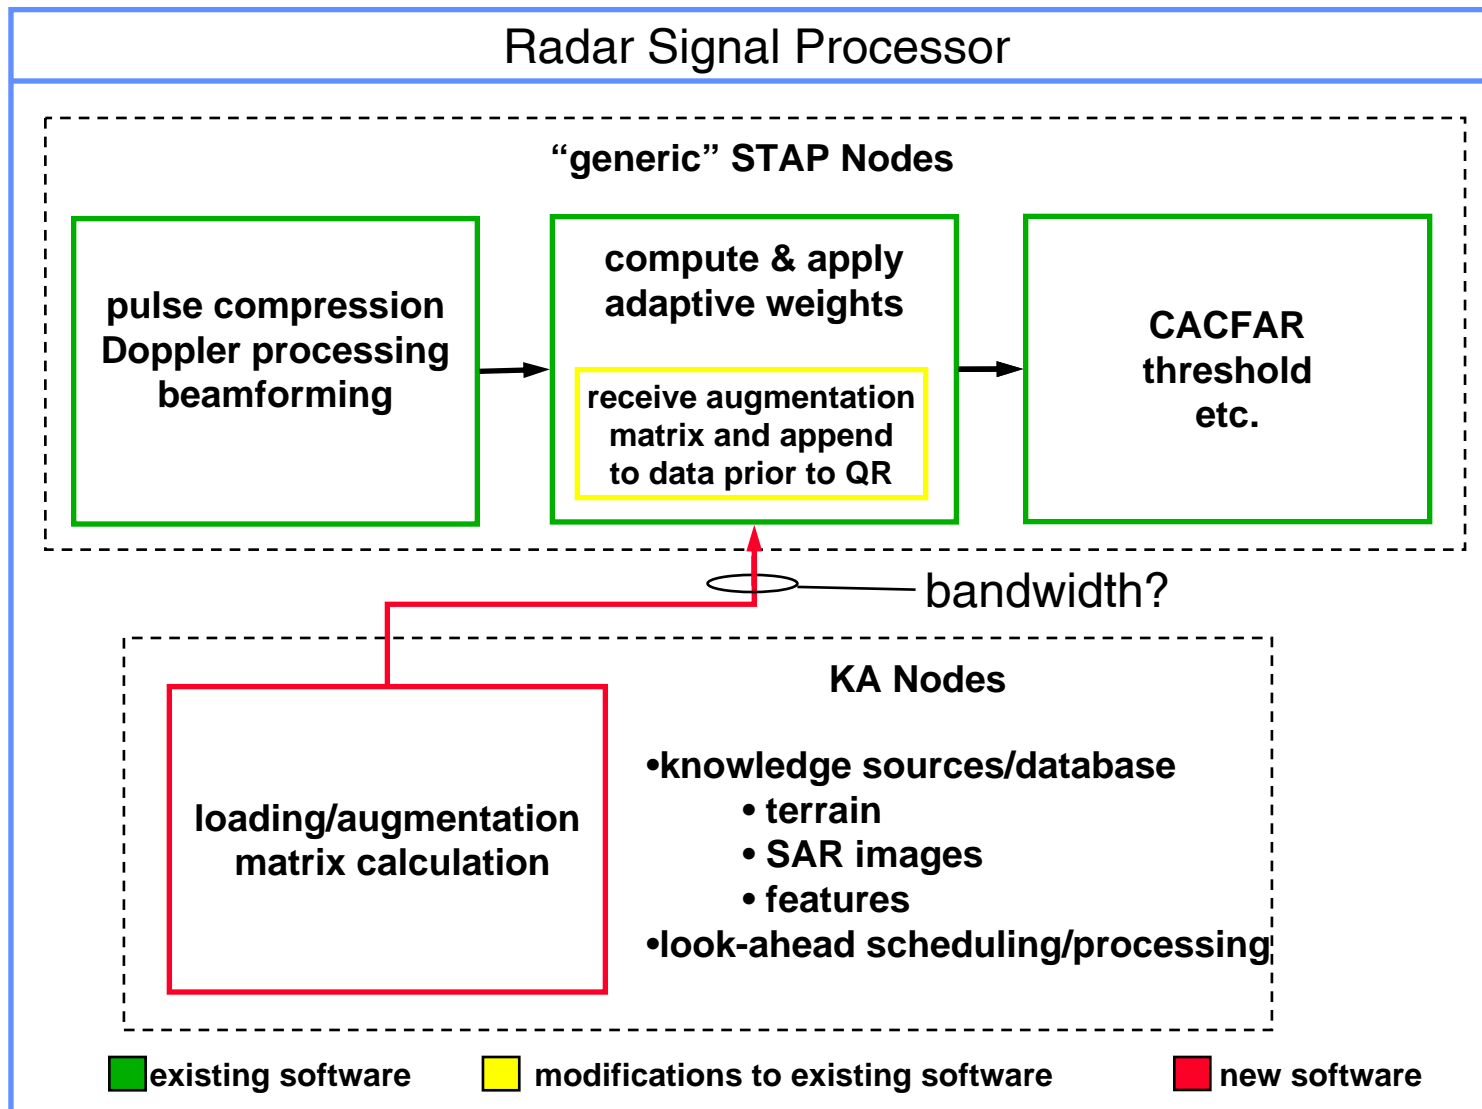 Radar Signal Processor
“generic” STAP Nodes
pulse compression
Doppler processing
beamforming
compute & apply
adaptive weights
receive augmentation
matrix and append
to data prior to QR
CACFAR
threshold
etc.
bandwidth?
loading/augmentation
matrix calculation
KA Nodes
•knowledge sources/database
• terrain
• SAR images
• features
•look-ahead scheduling/processing
existing software
modifications to existing software
new software